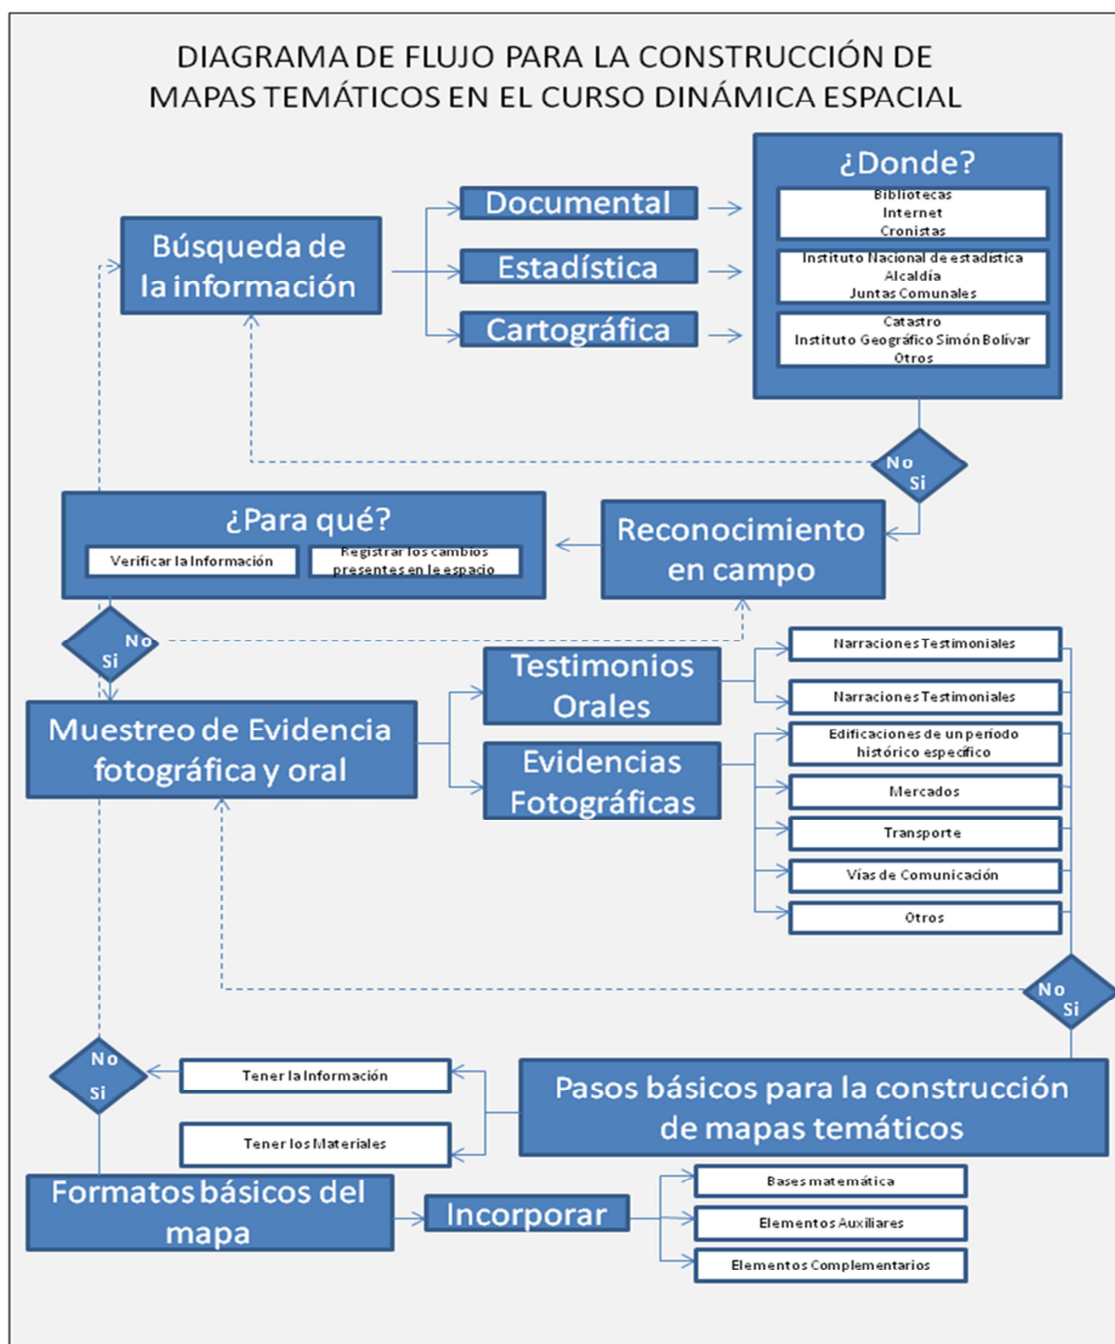 DIAGRAMA DE FLUJO PARA LA CONSTRUCCIÓN DE
MAPAS TEMÁTICOS EN EL CURSO DINÁMICA ESPACIAL
Búsqueda de
la información
Documental
Estadística
Cartográfica
¿Donde?
Bibliotecas
Internet
Cronistas
Instituto Nacional de estadística
Alcaldía
Juntas Comunales
Catastro
Instituto Geográfico Simón Bolívar
Otros
No
Si
Reconocimiento
en campo
¿Para qué?
Verificar la Información
Registrar los cambios
presentes en le espacio
No
Si
Muestreo de Evidencia
fotográfica y oral
Testimonios
Orales
Evidencias
Fotográficas
Narraciones Testimoniales
Narraciones Testimoniales
Edificaciones de un período
histórico específico
Mercados
Transporte
Vías de Comunicación
Otros
No
Si
Pasos básicos para la construcción
de mapas temáticos
Tener la Información
Tener los Materiales
No
Si
Formatos básicos del
mapa
Incorporar
Bases matemática
Elementos Auxiliares
Elementos Complementarios